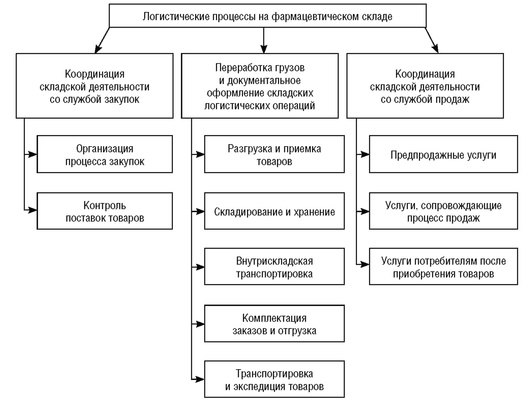 Логистические процессы на фармацевтическом складе
Координация
складской деятельности
со службой закупок
Организация
процесса закупок
Контроль
поставок товаров
Переработка грузов
и документальное
оформление складских
логистических операций
Разгрузка и приемка
товаров
Складирование и хранение
Внутрискладская
транспортировка
Комплектация
заказов и отгрузка
Транспортировка
и экспедиция товаров
Координация
складской деятельности
со службой продаж
Предпродажные услуги
Услуги, сопровождающие
процесс продаж
Услуги потребителям после
приобретения товаров